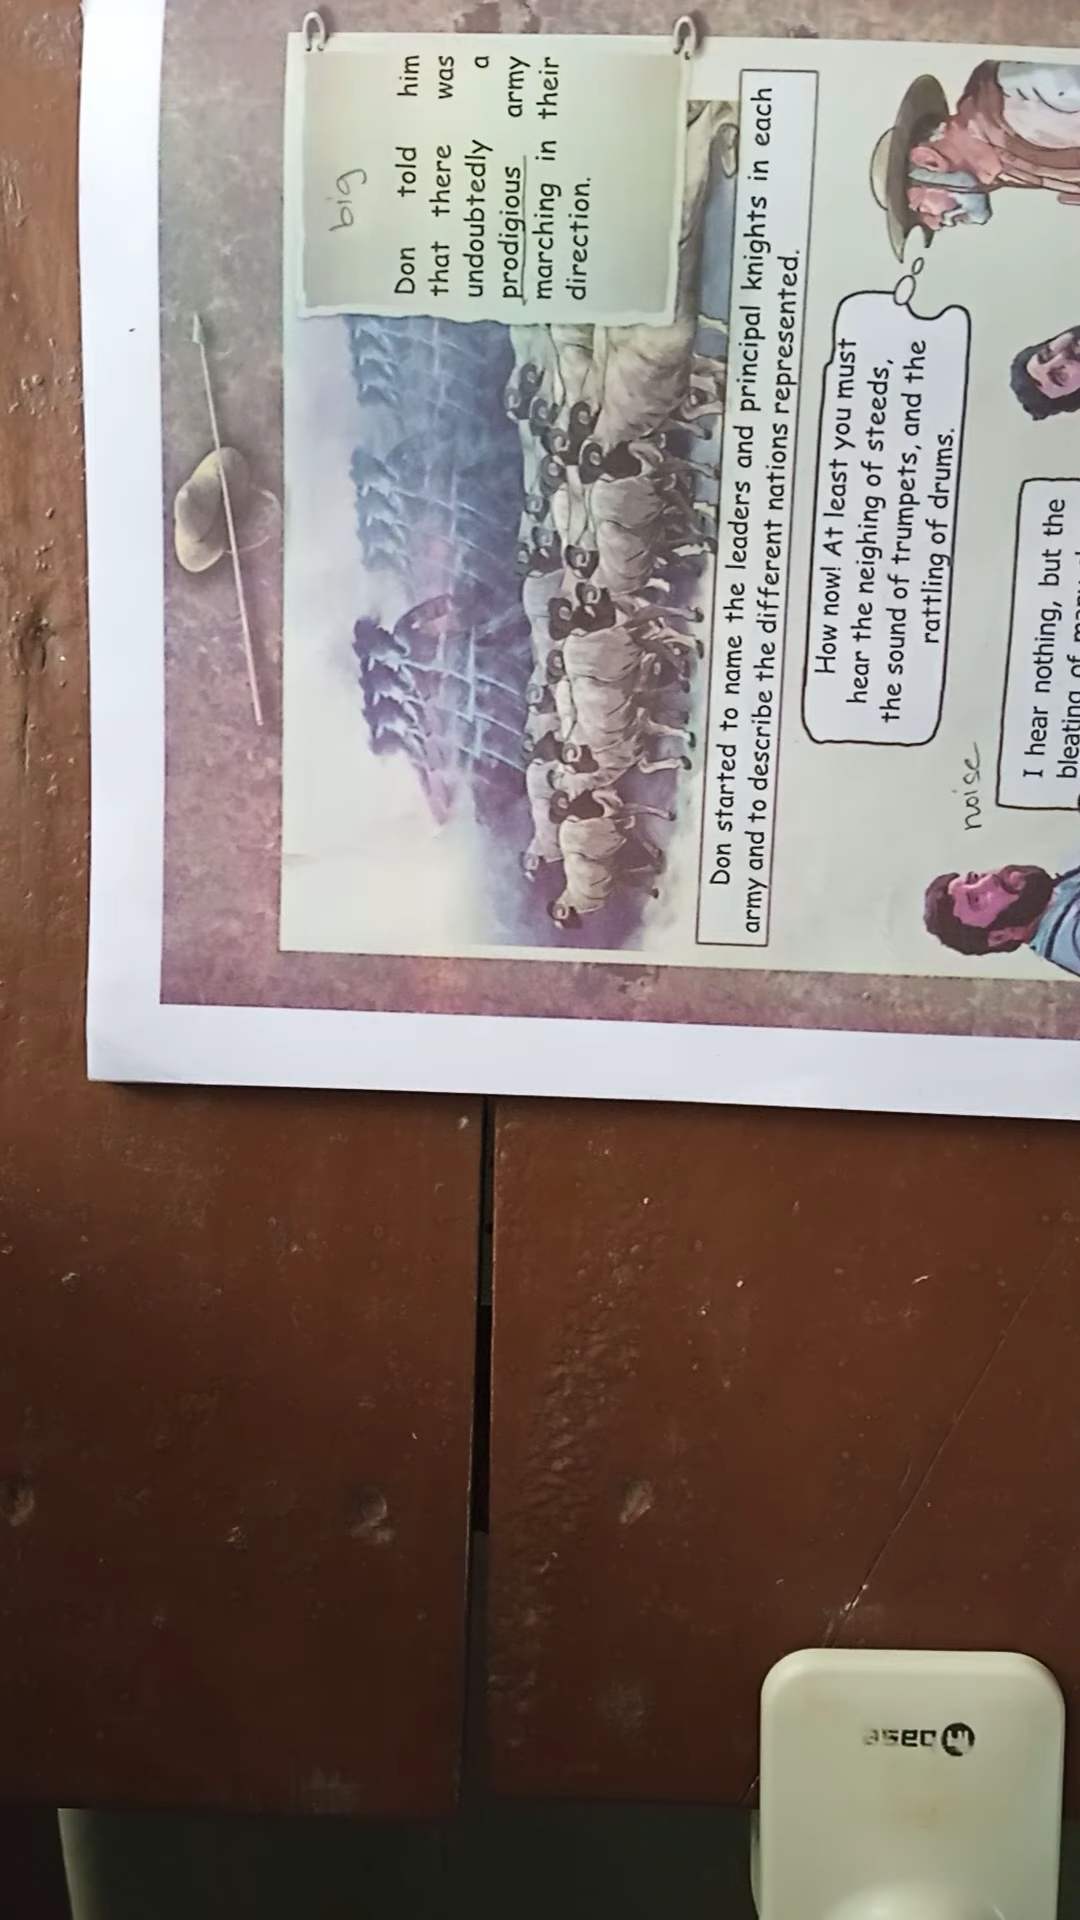 big
Don told him
that there was
undoubtedly a
prodigious army
marching in their
direction.
Don started to name the leaders and principal knights in each
army and to describe the different nations represented.
How now! At least you must
hear the neighing of steeds,
the sound of trumpets, and the
rattling of drums.
noise
I hear nothing, but the
bleating of